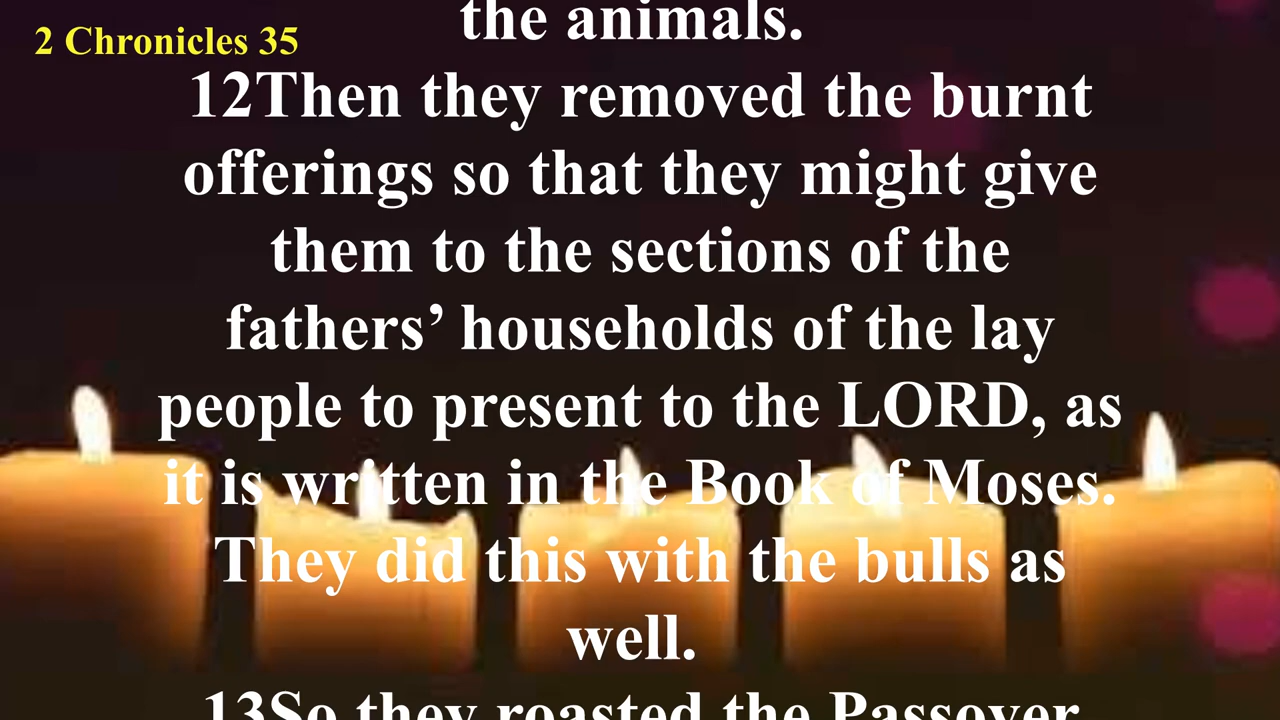 2 Chronicles 35
the animals.
12Then they removed the burnt
offerings so that they might give
them to the sections of the
fathers’ households of the lay
people to present to the LORD, as
it is written in the Book of Moses.
They did this with the bulls as
well.
13So they roasted the Passover